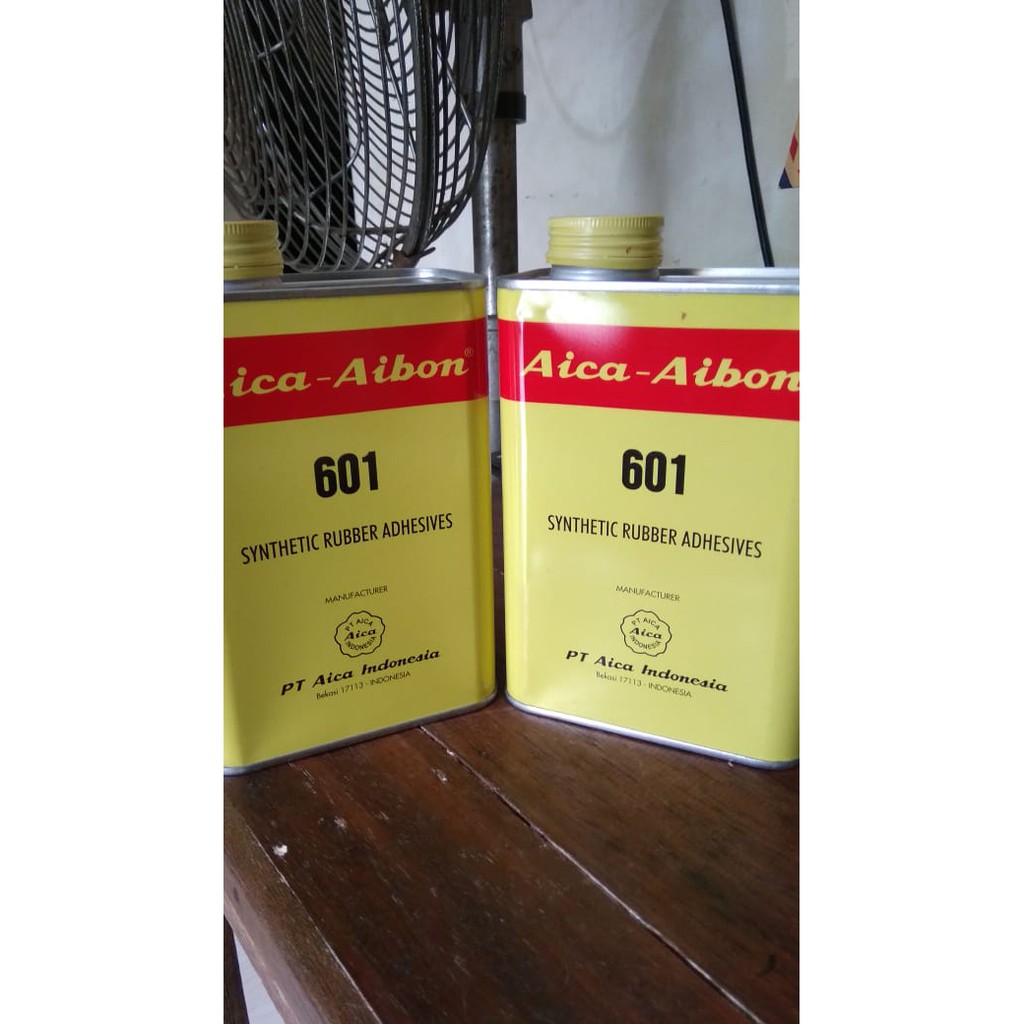 Aica-Aibon®
601
SYNTHETIC RUBBER ADHESIVES
MANUFACTURER
PT AICA
Aica
INDONESIA
PT Aica Indonesia
Bekasi 17113 - INDONESIA
Aica-Aibon
601
SYNTHETIC RUBBER ADHESIVES
MANUFACTURER
PT AICA
Aica
INDONESIA
PT Aica Indonesia
Bekasi 17113 - INDONESIA